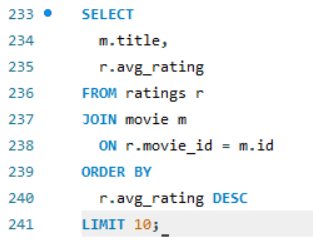 233 SELECT
234   m.title,
235   r.avg_rating
236 FROM ratings r
237 JOIN movie m
238   ON r.movie_id = m.id
239 ORDER BY
240   r.avg_rating DESC
241 LIMIT 10;